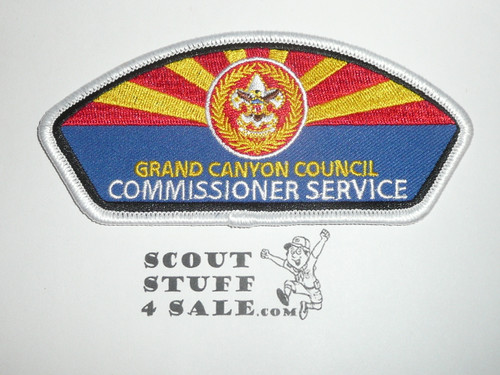 GRAND CANYON COUNCIL
COMMISSIONER SERVICE
SCOUT
STUFF
4 SALE.com